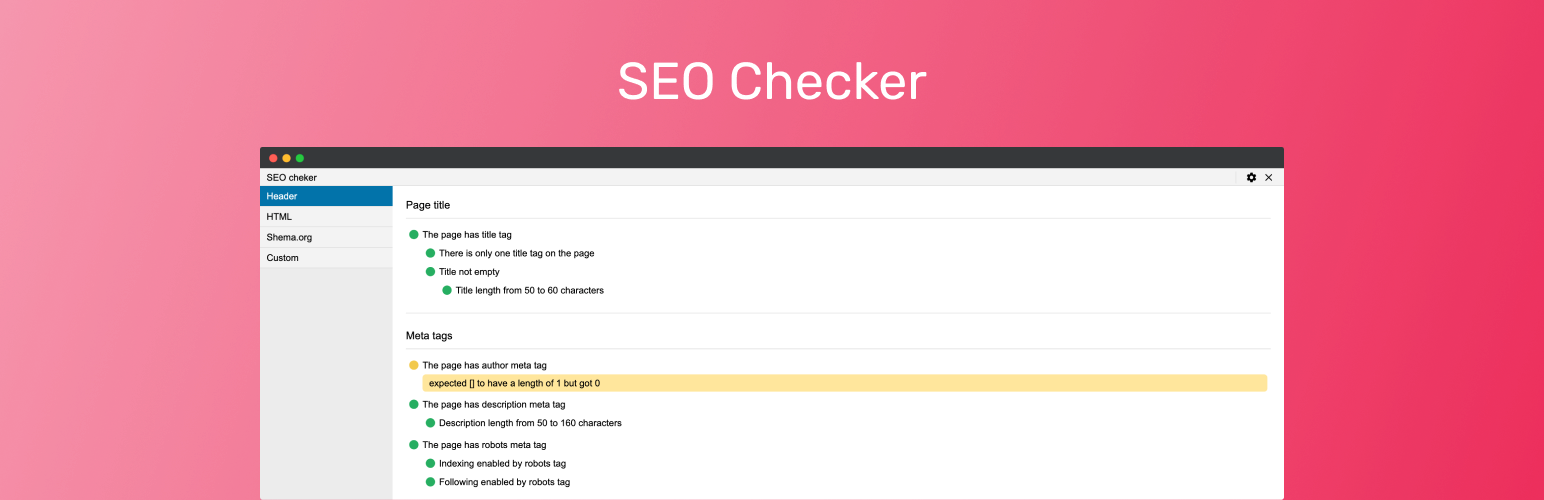 SEO Checker
SEO cheker
Header
HTML
Shema.org
Custom
Page title
The page has title tag
There is only one title tag on the page
Title not empty
Title length from 50 to 60 characters
Meta tags
The page has author meta tag
expected [] to have a length of 1 but got 0
The page has description meta tag
Description length from 50 to 160 characters
The page has robots meta tag
Indexing enabled by robots tag
Following enabled by robots tag